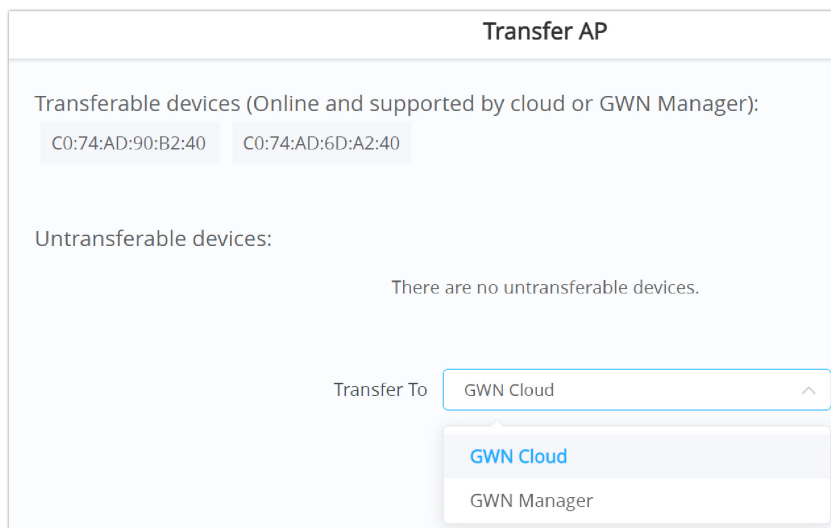 Transfer AP
Transferable devices (Online and supported by cloud or GWN Manager):
C0:74:AD:90:B2:40 C0:74:AD:6D:A2:40
Untransferable devices:
There are no untransferable devices.
Transfer To GWN Cloud
GWN Cloud
GWN Manager